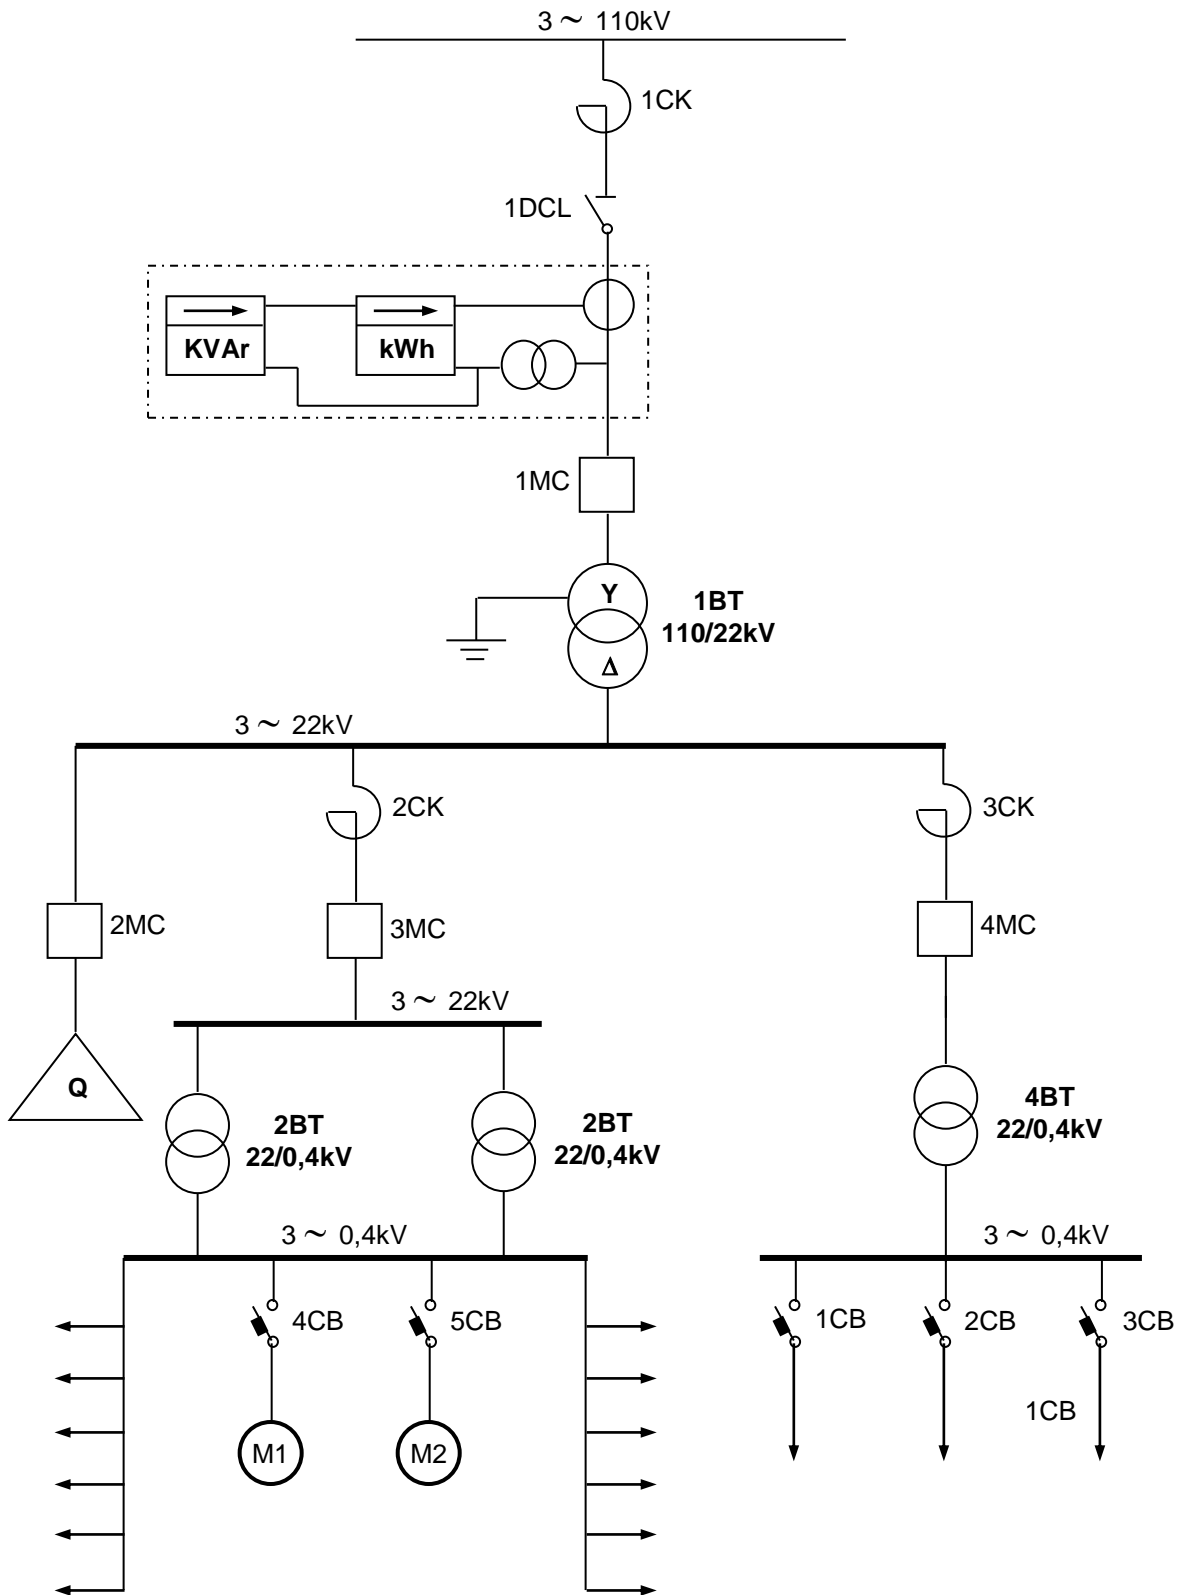 3 ~ 110kV
1CK
1DCL
KVAr
kWh
1MC
Y
1BT
110/22kV
Δ
3 ~ 22kV
2CK
3CK
2MC
3MC
4MC
3 ~ 22kV
Q
2BT
22/0,4kV
2BT
22/0,4kV
4BT
22/0,4kV
3 ~ 0,4kV
3 ~ 0,4kV
4CB
5CB
1CB
2CB
3CB
1CB
M1
M2